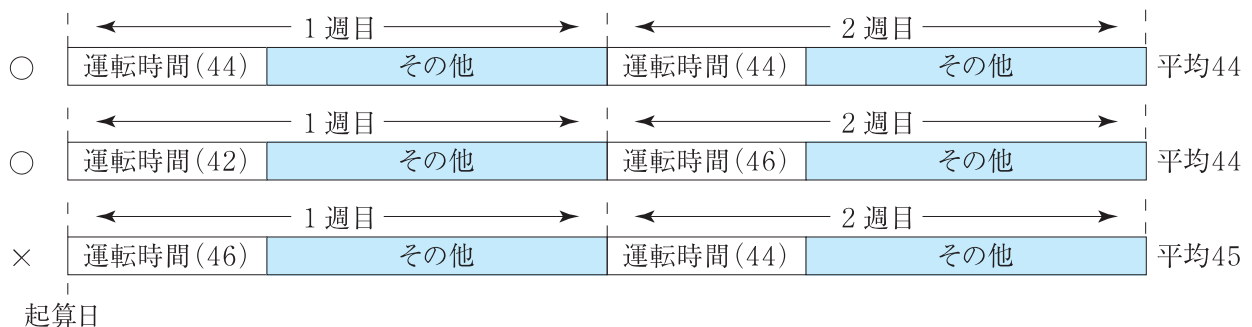 1週目 2週目
○ 運転時間(44) その他 運転時間(44) その他 平均44
1週目 2週目
○ 運転時間(42) その他 運転時間(46) その他 平均44
1週目 2週目
× 運転時間(46) その他 運転時間(44) その他 平均45
起算日